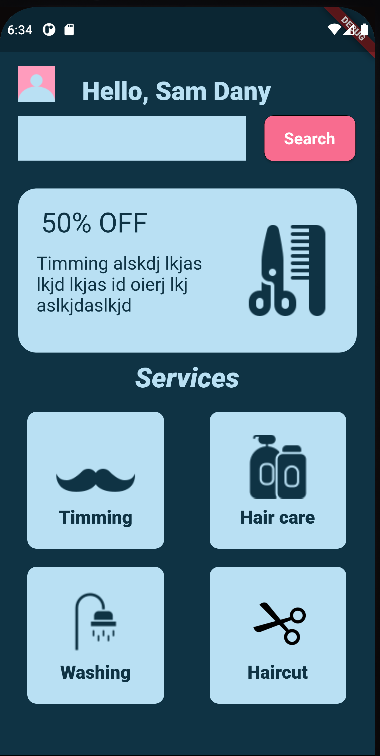 6:34
DEBUG
Hello, Sam Dany
Search
50% OFF
Timming alskdj lkjas
lkjd lkjas id oierj lkj
aslkjdaslkjd
Services
Timming
Hair care
Washing
Haircut